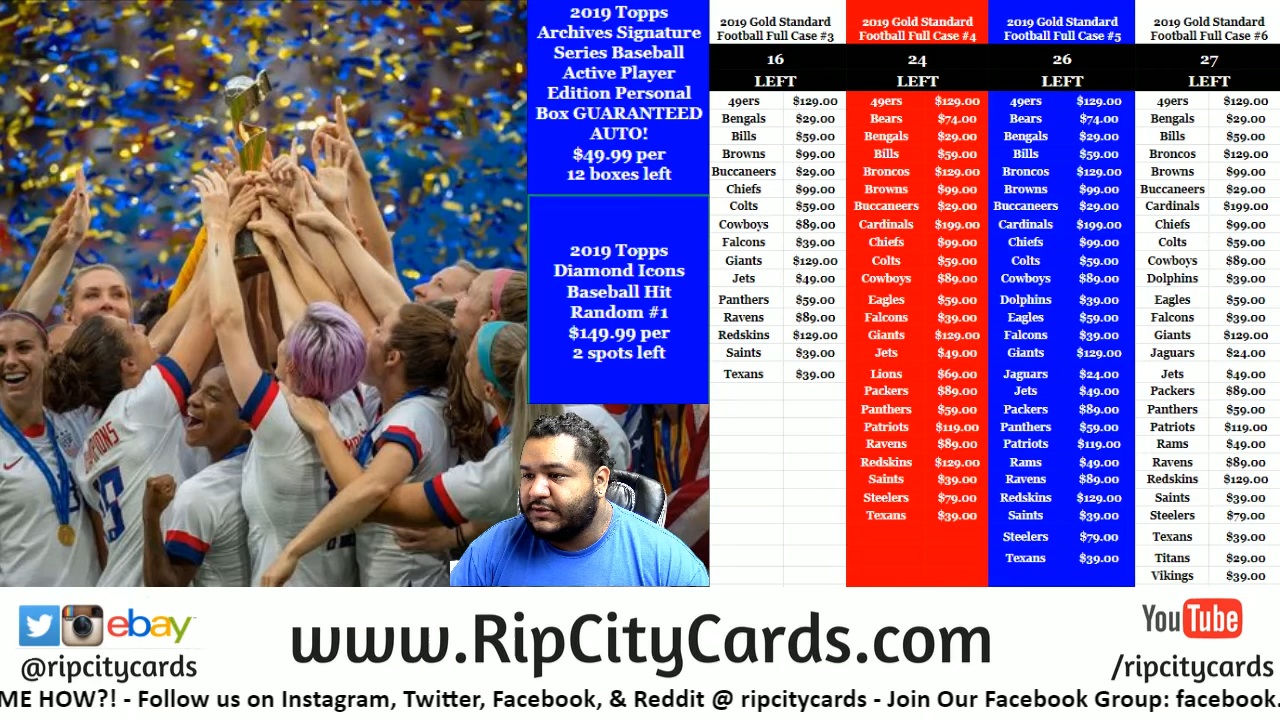 2019 Topps
Archives Signature
Series Baseball
Active Player
Edition Personal
Box GUARANTEED
AUTO!
$49.99 per
12 boxes left
2019 Topps
Diamond Icons
Baseball Hit
Random #1
$149.99 per
2 spots left
2019 Gold Standard
Football Full Case #3
16
LEFT
49ers $129.00
Bengals $29.00
Bills $59.00
Browns $99.00
Buccaneers $29.00
Chiefs $99.00
Colts $59.00
Cowboys $89.00
Falcons $39.00
Giants $129.00
Jets $49.00
Panthers $59.00
Ravens $89.00
Redskins $129.00
Saints $39.00
Texans $39.00
2019 Gold Standard
Football Full Case #4
24
LEFT
49ers $129.00
Bears $74.00
Bengals $29.00
Bills $59.00
Broncos $129.00
Browns $99.00
Buccaneers $29.00
Cardinals $199.00
Chiefs $99.00
Colts $59.00
Cowboys $89.00
Eagles $59.00
Falcons $39.00
Giants $129.00
Jets $49.00
Lions $69.00
Packers $89.00
Panthers $59.00
Patriots $119.00
Ravens $89.00
Redskins $129.00
Saints $39.00
Steelers $79.00
Texans $39.00
2019 Gold Standard
Football Full Case #5
26
LEFT
49ers $129.00
Bears $74.00
Bengals $29.00
Bills $59.00
Broncos $129.00
Browns $99.00
Buccaneers $29.00
Cardinals $199.00
Chiefs $99.00
Colts $59.00
Cowboys $89.00
Dolphins $39.00
Eagles $59.00
Falcons $39.00
Giants $129.00
Jaguars $24.00
Jets $49.00
Packers $89.00
Panthers $59.00
Patriots $119.00
Rams $49.00
Ravens $89.00
Redskins $129.00
Saints $39.00
Steelers $79.00
Texans $39.00
2019 Gold Standard
Football Full Case #6
27
LEFT
49ers $129.00
Bengals $29.00
Bills $59.00
Broncos $129.00
Browns $99.00
Buccaneers $29.00
Cardinals $199.00
Chiefs $99.00
Colts $59.00
Cowboys $89.00
Dolphins $39.00
Eagles $59.00
Falcons $39.00
Giants $129.00
Jaguars $24.00
Jets $49.00
Packers $89.00
Panthers $59.00
Patriots $119.00
Rams $49.00
Ravens $89.00
Redskins $129.00
Saints $39.00
Steelers $79.00
Texans $39.00
Titans $29.00
Vikings $39.00
19
ebay
@ripcitycards
www.RipCityCards.com
YouTube
/ripcitycards
ME HOW?! - Follow us on Instagram, Twitter, Facebook, & Reddit @ ripcitycards - Join Our Facebook Group: facebook.